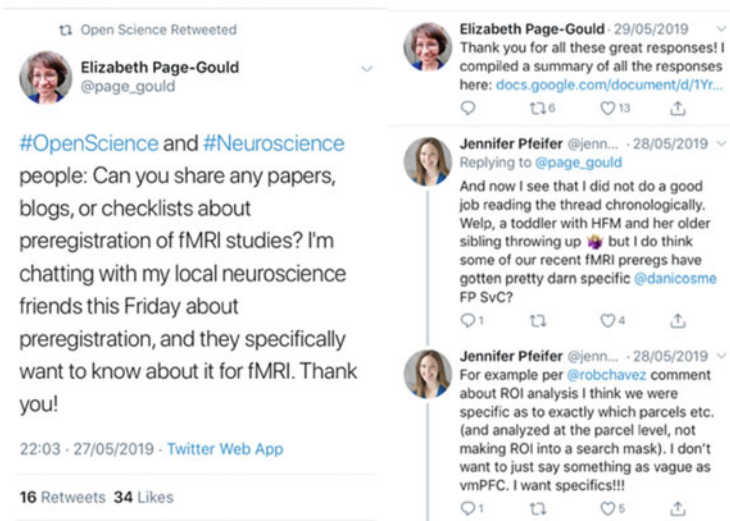 Open Science Retweeted
Elizabeth Page-Gould
@page_gould
#OpenScience and #Neuroscience
people: Can you share any papers,
blogs, or checklists about
preregistration of fMRI studies? I'm
chatting with my local neuroscience
friends this Friday about
preregistration, and they specifically
want to know about it for fMRI. Thank
you!
22:03 · 27/05/2019 · Twitter Web App
16 Retweets 34 Likes
Elizabeth Page-Gould · 29/05/2019
Thank you for all these great responses! I
compiled a summary of all the responses
here: docs.google.com/document/d/1Yr...
6 13
Jennifer Pfeifer @jenn... · 28/05/2019
Replying to @page_gould
And now I see that I did not do a good
job reading the thread chronologically.
Welp, a toddler with HFM and her older
sibling throwing up 🤷‍♀️ but I do think
some of our recent fMRI preregs have
gotten pretty darn specific @danicosme
FP SvC?
1 4
Jennifer Pfeifer @jenn... · 28/05/2019
For example per @robchavez comment
about ROI analysis I think we were
specific as to exactly which parcels etc.
(and analyzed at the parcel level, not
making ROI into a search mask). I don't
want to just say something as vague as
vmPFC. I want specifics!!!
1 5